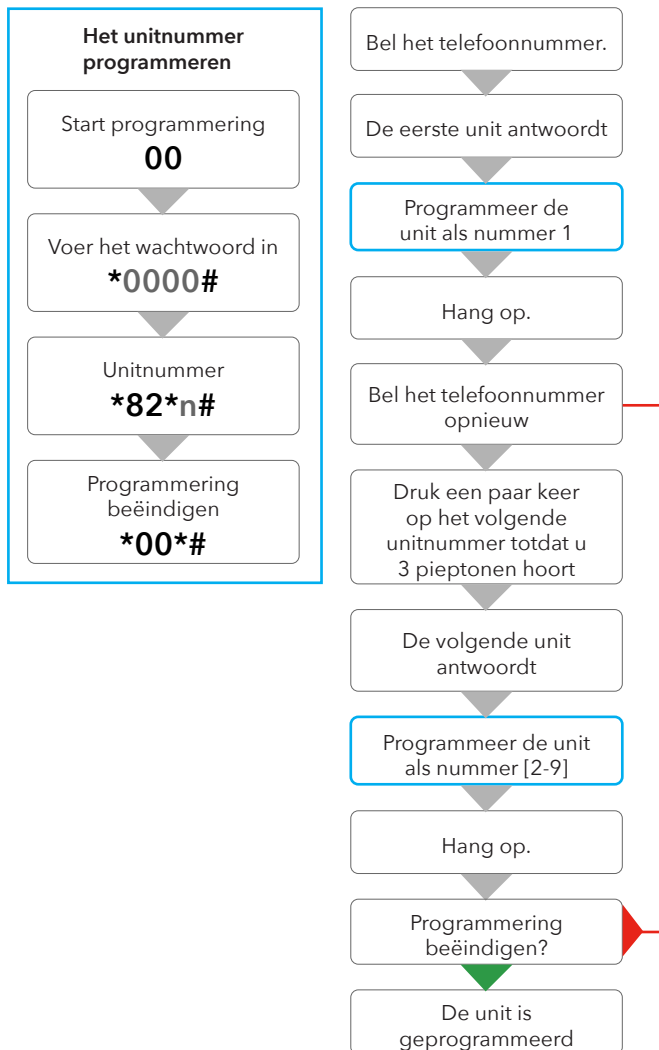 Het unitnummer
programmeren
Start programmering
00
Voer het wachtwoord in
*0000#
Unitnummer
*82*n#
Programmering
beëindigen
*00*#
Bel het telefoonnummer.
De eerste unit antwoordt
Programmeer de
unit als nummer 1
Hang op.
Bel het telefoonnummer
opnieuw
Druk een paar keer
op het volgende
unitnummer totdat u
3 pieptonen hoort
De volgende unit
antwoordt
Programmeer de unit
als nummer [2-9]
Hang op.
Programmering
beëindigen?
De unit is
geprogrammeerd